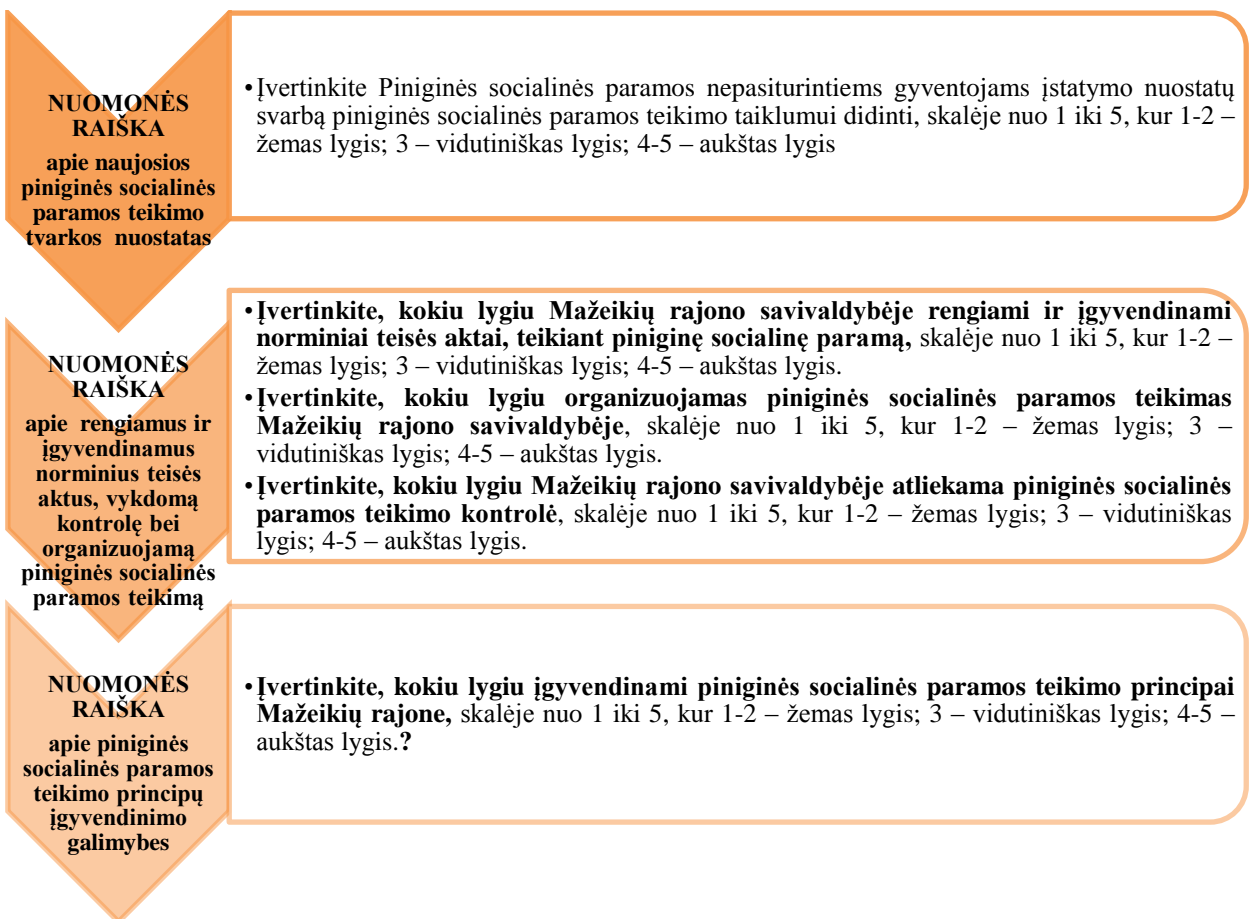 NUOMONĖS
RAIŠKA
apie naujosios
piniginės socialinės
paramos teikimo
tvarkos nuostatas
•Įvertinkite Piniginės socialinės paramos nepasiturintiems gyventojams įstatymo nuostatų
svarbą piniginės socialinės paramos teikimo taiklumui didinti, skalėje nuo 1 iki 5, kur 1-2 –
žemas lygis; 3 – vidutiniškas lygis; 4-5 – aukštas lygis
NUOMONĖS
RAIŠKA
apie rengiamus ir
įgyvendinamus
norminius teisės
aktus, vykdomą
kontrolę bei
organizuojamą
piniginės socialinės
paramos teikimą
•Įvertinkite, kokiu lygiu Mažeikių rajono savivaldybėje rengiami ir įgyvendinami
norminiai teisės aktai, teikiant piniginę socialinę paramą, skalėje nuo 1 iki 5, kur 1-2 –
žemas lygis; 3 – vidutiniškas lygis; 4-5 – aukštas lygis.
•Įvertinkite, kokiu lygiu organizuojamas piniginės socialinės paramos teikimas
Mažeikių rajono savivaldybėje, skalėje nuo 1 iki 5, kur 1-2 – žemas lygis; 3 –
vidutiniškas lygis; 4-5 – aukštas lygis.
•Įvertinkite, kokiu lygiu Mažeikių rajono savivaldybėje atliekama piniginės socialinės
paramos teikimo kontrolė, skalėje nuo 1 iki 5, kur 1-2 – žemas lygis; 3 – vidutiniškas
lygis; 4-5 – aukštas lygis.
NUOMONĖS
RAIŠKA
apie piniginės
socialinės paramos
teikimo principų
įgyvendinimo
galimybes
•Įvertinkite, kokiu lygiu įgyvendinami piniginės socialinės paramos teikimo principai
Mažeikių rajone, skalėje nuo 1 iki 5, kur 1-2 – žemas lygis; 3 – vidutiniškas lygis; 4-5 –
aukštas lygis.?